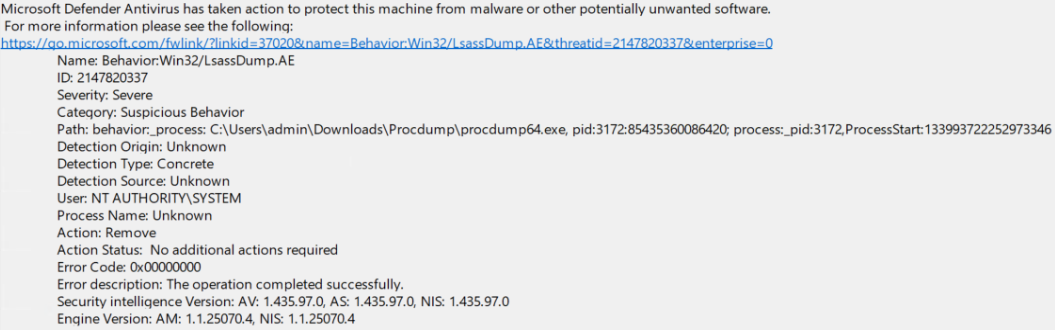 Microsoft Defender Antivirus has taken action to protect this machine from malware or other potentially unwanted software.
For more information please see the following:
https://go.microsoft.com/fwlink/?linkid=37020&name=Behavior:Win32/LsassDump.AE&threatid=2147820337&enterprise=0
Name: Behavior:Win32/LsassDump.AE
ID: 2147820337
Severity: Severe
Category: Suspicious Behavior
Path: behavior:_process: C:\Users\admin\Downloads\Procdump\procdump64.exe, pid:3172:85435360086420; process:_pid:3172,ProcessStart:133993722252973346
Detection Origin: Unknown
Detection Type: Concrete
Detection Source: Unknown
User: NT AUTHORITY\SYSTEM
Process Name: Unknown
Action: Remove
Action Status:  No additional actions required
Error Code: 0x00000000
Error description: The operation completed successfully.
Security intelligence Version: AV: 1.435.97.0, AS: 1.435.97.0, NIS: 1.435.97.0
Engine Version: AM: 1.1.25070.4, NIS: 1.1.25070.4